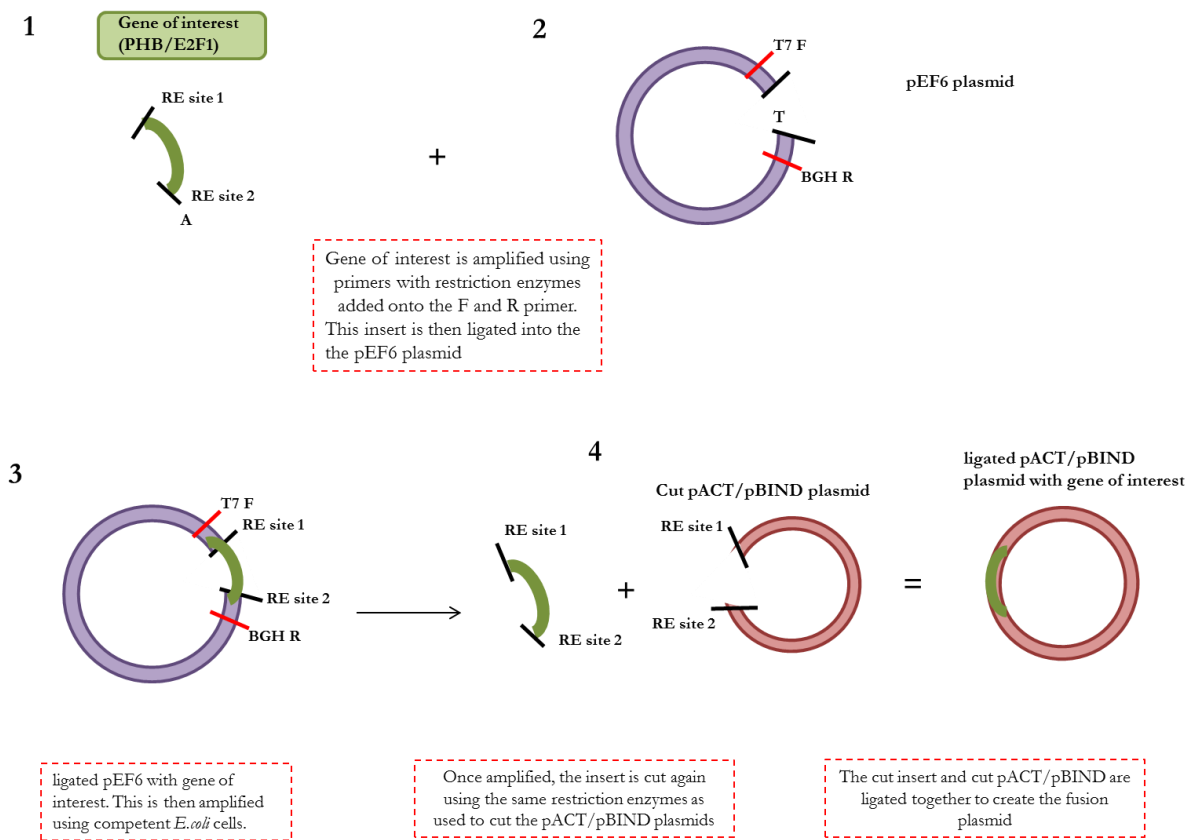 1
Gene of interest
(PHB/E2F1)
RE site 1
RE site 2
A
+
2
T7 F
T
BGH R
pEF6 plasmid
Gene of interest is amplified using
primers with restriction enzymes
added onto the F and R primer.
This insert is then ligated into the
the pEF6 plasmid
3
T7 F
RE site 1
RE site 2
BGH R
4
RE site 1
RE site 2
+
Cut pACT/pBIND plasmid
RE site 1
RE site 2
=
ligated pACT/pBIND
plasmid with gene of interest
ligated pEF6 with gene of
interest. This is then amplified
using competent E.coli cells.
Once amplified, the insert is cut again
using the same restriction enzymes as
used to cut the pACT/pBIND plasmids
The cut insert and cut pACT/pBIND are
ligated together to create the fusion
plasmid